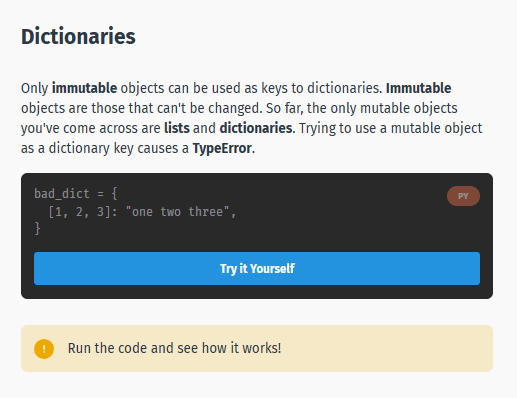 Dictionaries
Only immutable objects can be used as keys to dictionaries. Immutable
objects are those that can't be changed. So far, the only mutable objects
you've come across are lists and dictionaries. Trying to use a mutable object
as a dictionary key causes a TypeError.
bad_dict = {
PY
  [1, 2, 3]: "one two three",
}
Try it Yourself
!
Run the code and see how it works!